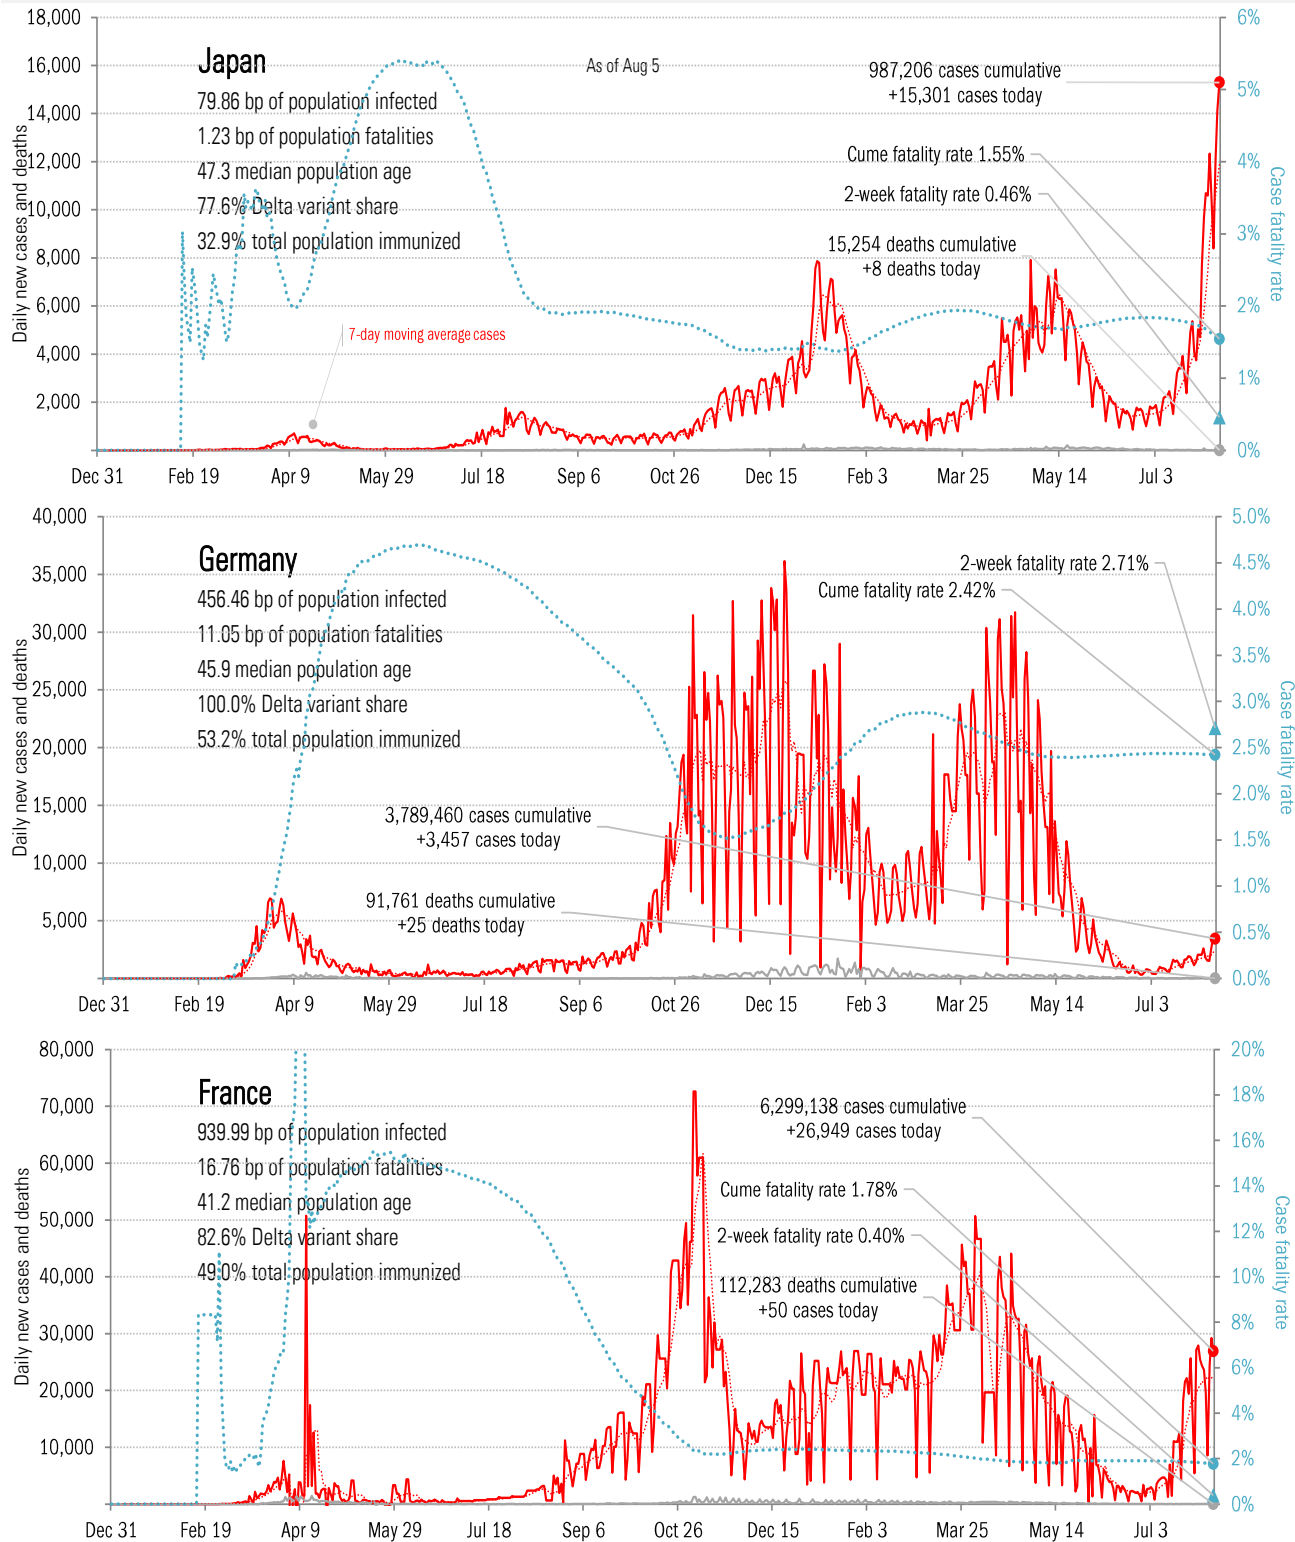 18,000
16,000
14,000
12,000
10,000
8,000
6,000
4,000
2,000
Daily new cases and deaths
Japan
79.86 bp of population infected
1.23 bp of population fatalities
47.3 median population age
77.6% Delta variant share
32.9% total population immunized
As of Aug 5
7-day moving average cases
987,206 cases cumulative
+15,301 cases today
Cume fatality rate 1.55%
2-week fatality rate 0.46%
15,254 deaths cumulative
+8 deaths today
6%
5%
4%
3%
2%
1%
0%
Case fatality rate
Dec 31 Feb 19 Apr 9 May 29 Jul 18 Sep 6 Oct 26 Dec 15 Feb 3 Mar 25 May 14 Jul 3
40,000
35,000
30,000
25,000
20,000
15,000
10,000
5,000
Daily new cases and deaths
Germany
456.46 bp of population infected
11.05 bp of population fatalities
45.9 median population age
100.0% Delta variant share
53.2% total population immunized
2-week fatality rate 2.71%
Cume fatality rate 2.42%
3,789,460 cases cumulative
+3,457 cases today
91,761 deaths cumulative
+25 deaths today
5.0%
4.5%
4.0%
3.5%
3.0%
2.5%
2.0%
1.5%
1.0%
0.5%
0.0%
Case fatality rate
Dec 31 Feb 19 Apr 9 May 29 Jul 18 Sep 6 Oct 26 Dec 15 Feb 3 Mar 25 May 14 Jul 3
80,000
70,000
60,000
50,000
40,000
30,000
20,000
10,000
Daily new cases and deaths
France
939.99 bp of population infected
16.76 bp of population fatalities
41.2 median population age
82.6% Delta variant share
49.0% total population immunized
6,299,138 cases cumulative
+26,949 cases today
Cume fatality rate 1.78%
2-week fatality rate 0.40%
112,283 deaths cumulative
+50 cases today
20%
18%
16%
14%
12%
10%
8%
6%
4%
2%
0%
Case fatality rate
Dec 31 Feb 19 Apr 9 May 29 Jul 18 Sep 6 Oct 26 Dec 15 Feb 3 Mar 25 May 14 Jul 3